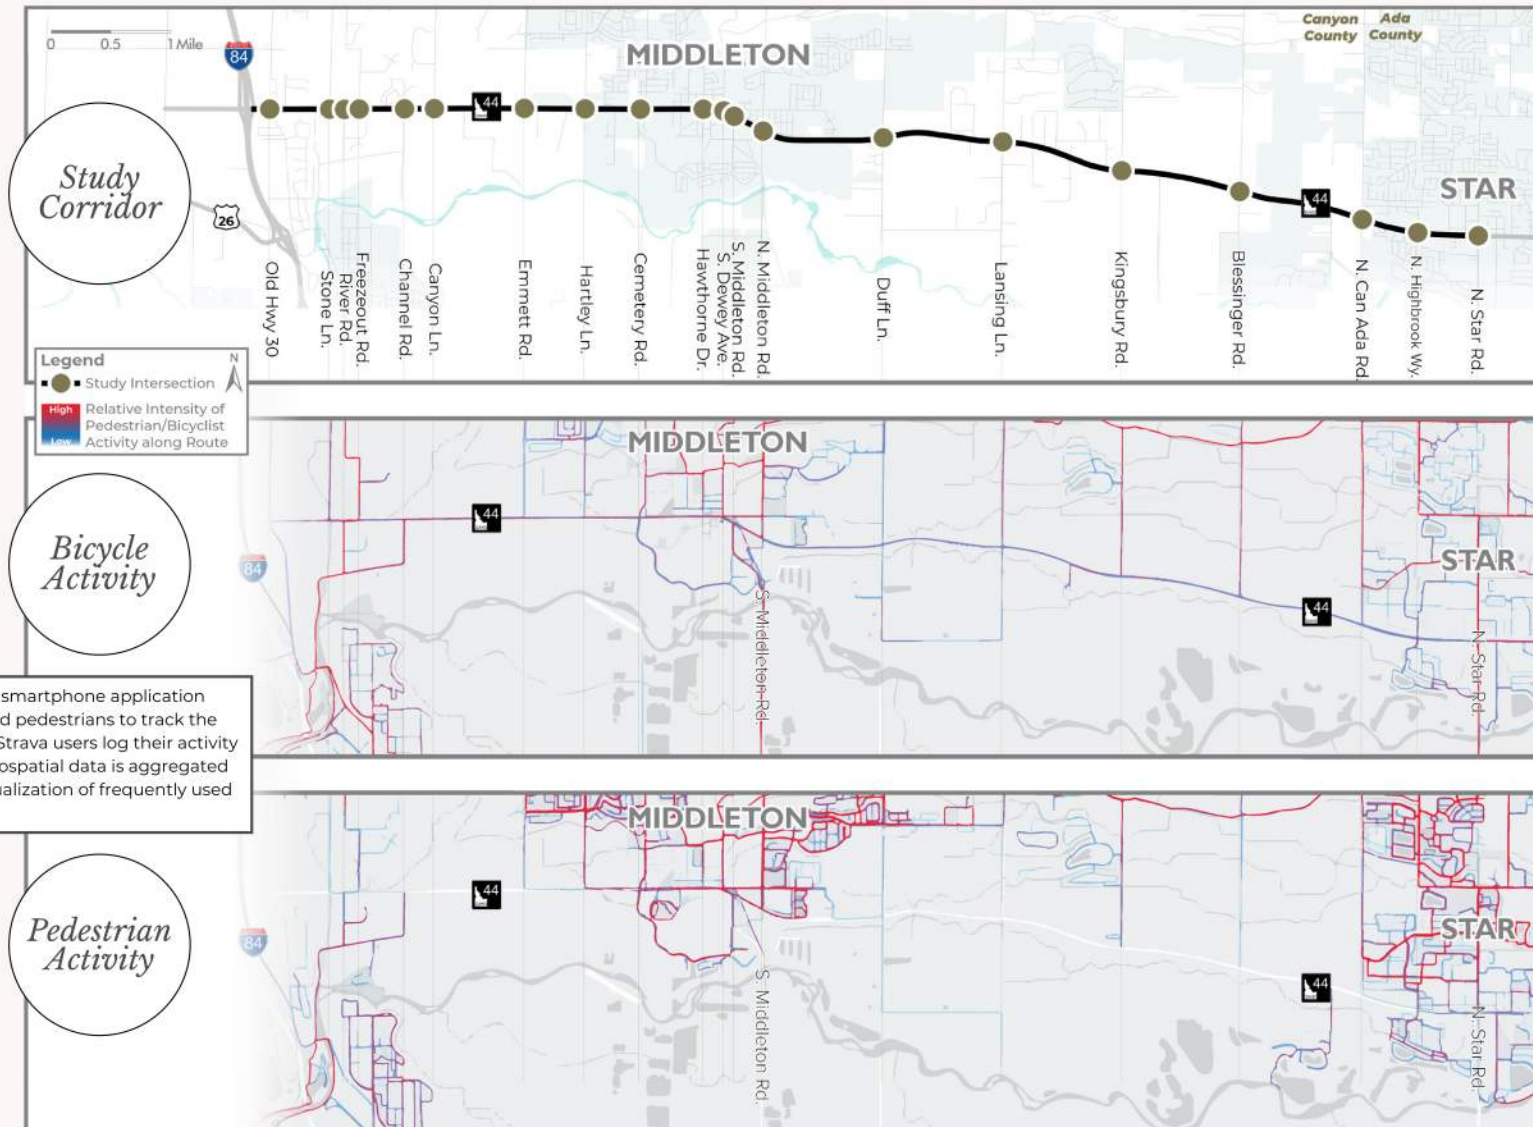 Canyon County
Ada County
0 0.5 1 Mile
84
MIDDLETON
44
Study
Corridor
26
STAR
44
Old Hwy 30
Stone Ln.
River Rd.
Freezeout Rd.
Channel Rd.
Canyon Ln.
Emmett Rd.
Hartley Ln.
Cemetery Rd.
Hawthorne Dr.
S. Dewey Ave.
S. Middleton Rd.
N. Middleton Rd.
Duff Ln.
Lansing Ln.
Kingsbury Rd.
Blessinger Rd.
N. Can Ada Rd.
N. Highbrook Wy.
N. Star Rd.
Legend
N
Study Intersection
High
Low
Relative Intensity of
Pedestrian/Bicyclist
Activity along Route
MIDDLETON
44
Bicycle
Activity
84
STAR
44
S. Middleton Rd.
N. Star Rd.
smartphone application
d pedestrians to track the
Strava users log their activity
ospatial data is aggregated
ualization of frequently used
MIDDLETON
44
Pedestrian
Activity
84
STAR
44
S. Middleton Rd.
N. Star Rd.